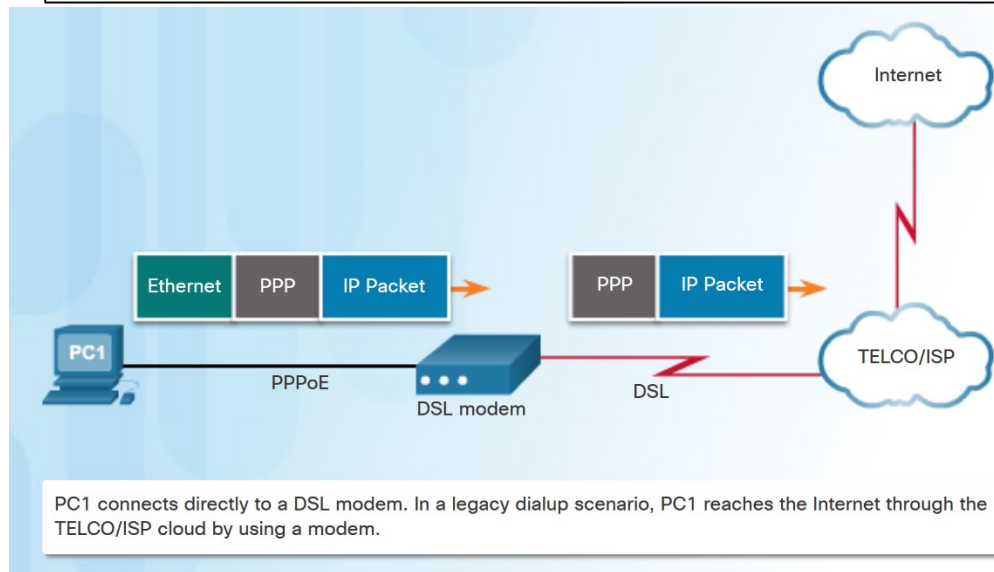 Internet
Ethernet PPP IP Packet
PPP IP Packet
PC1
PPPoE
DSL modem
DSL
TELCO/ISP
PC1 connects directly to a DSL modem. In a legacy dialup scenario, PC1 reaches the Internet through the
TELCO/ISP cloud by using a modem.